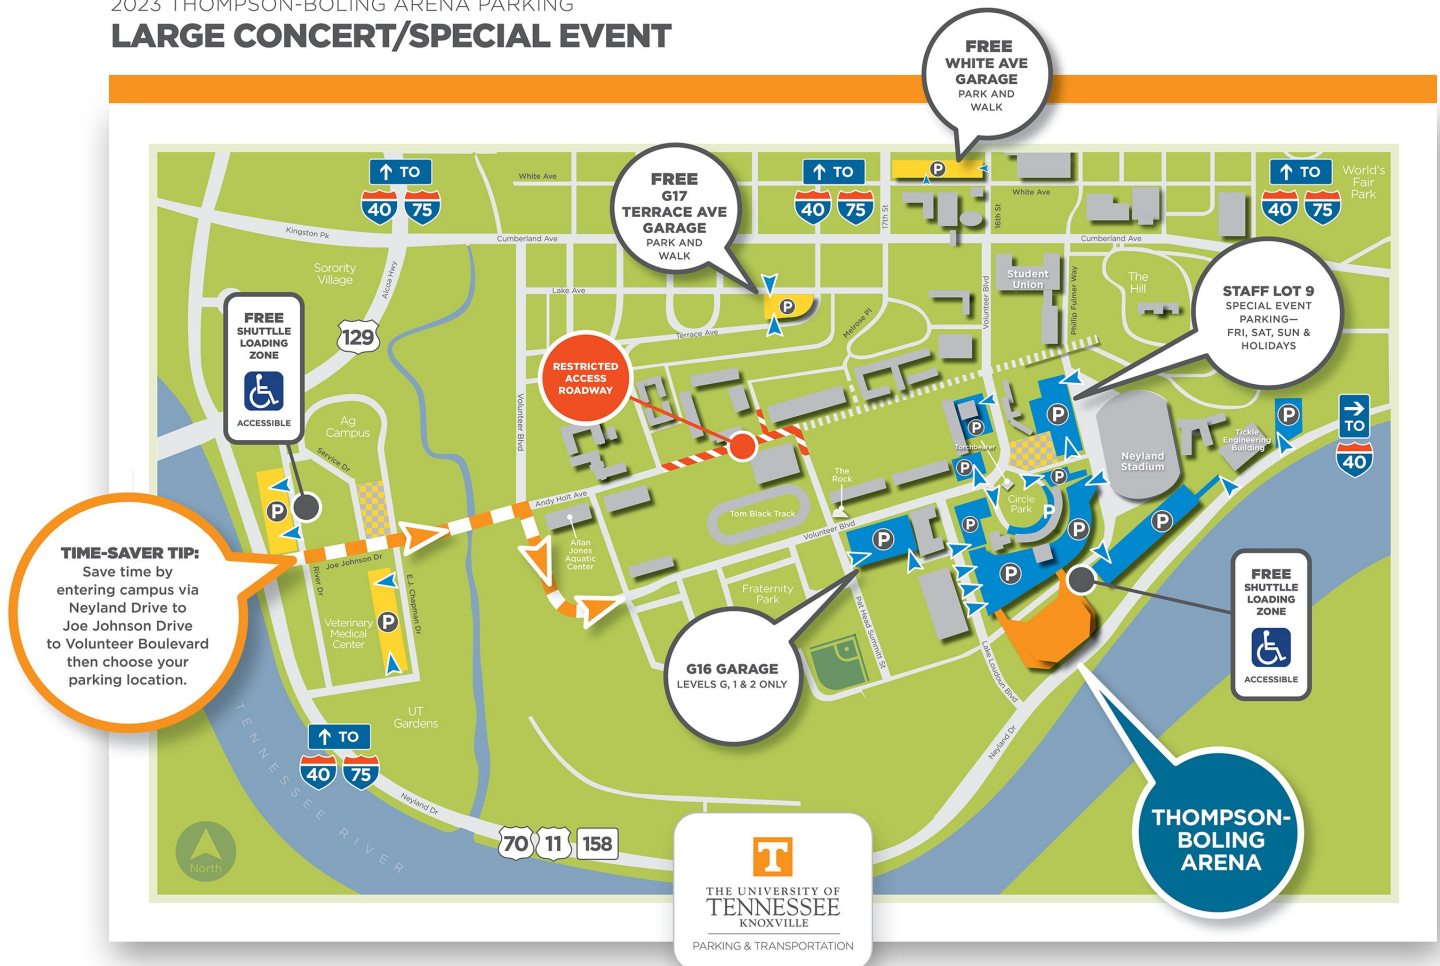 2023 THOMPSON-BOLING ARENA PARKING
LARGE CONCERT/SPECIAL EVENT
FREE
WHITE AVE
GARAGE
PARK AND
WALK
FREE
G17
TERRACE AVE
GARAGE
PARK AND
WALK
↑ TO
40 75
↑ TO
40 75
↑ TO
40 75
World's
Fair
Park
White Ave
White Ave
P
17th St
16th St
Kingston Pk
Cumberland Ave
Cumberland Ave
Sorority
Village
Alcoa Hwy
Lake Ave
P
Terrace Ave
Melrose Pl
Volunteer Blvd
Student
Union
Phillip Fulmer Way
The
Hill
STAFF LOT 9
SPECIAL EVENT
PARKING—
FRI, SAT, SUN &
HOLIDAYS
FREE
SHUTTLLE
LOADING
ZONE
ACCESSIBLE
129
RESTRICTED
ACCESS
ROADWAY
Ag
Campus
Service Dr
Volunteer Blvd
P
P
P
P
P
Torchbearer
Neyland
Stadium
Tickle
Engineering
Building
→
TO
40
P
Andy Holt Ave
The
Rock
Tom Black Track
Volunteer Blvd
Circle
Park
P
P
P
P
P
P
Allan
Jones
Aquatic
Center
TIME-SAVER TIP:
Save time by
entering campus via
Neyland Drive to
Joe Johnson Drive
to Volunteer Boulevard
then choose your
parking location.
Joe Johnson Dr
River Dr
E.J. Chapman Dr
Veterinary
Medical
Center
P
Fraternity
Park
Pat Head Summitt St
G16 GARAGE
LEVELS G, 1 & 2 ONLY
Lake Loudoun Blvd
FREE
SHUTTLE
LOADING
ZONE
ACCESSIBLE
UT
Gardens
↑ TO
40 75
TENNESSEE RIVER
Neyland Dr
Neyland Dr
70 11 158
North
THOMPSON-
BOLING
ARENA
T
THE UNIVERSITY OF
TENNESSEE
KNOXVILLE
PARKING & TRANSPORTATION